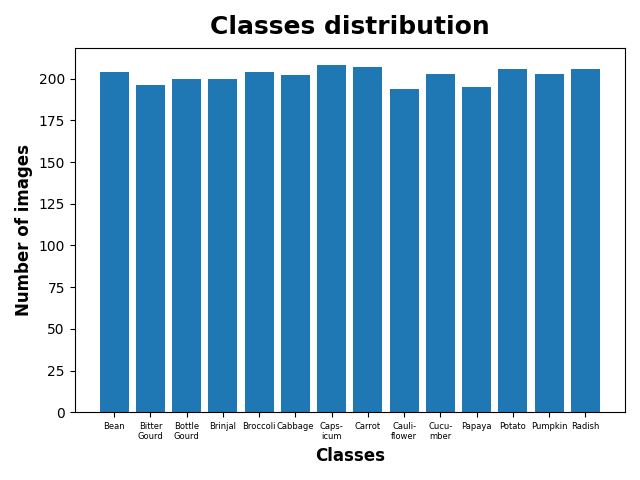 Classes distribution
Number of images
200
175
150
125
100
75
50
25
0
Bean
Bitter
Gourd
Bottle
Gourd
Brinjal
Broccoli
Cabbage
Caps-
icum
Carrot
Cauli-
flower
Cucu-
mber
Papaya
Potato
Pumpkin
Radish
Classes